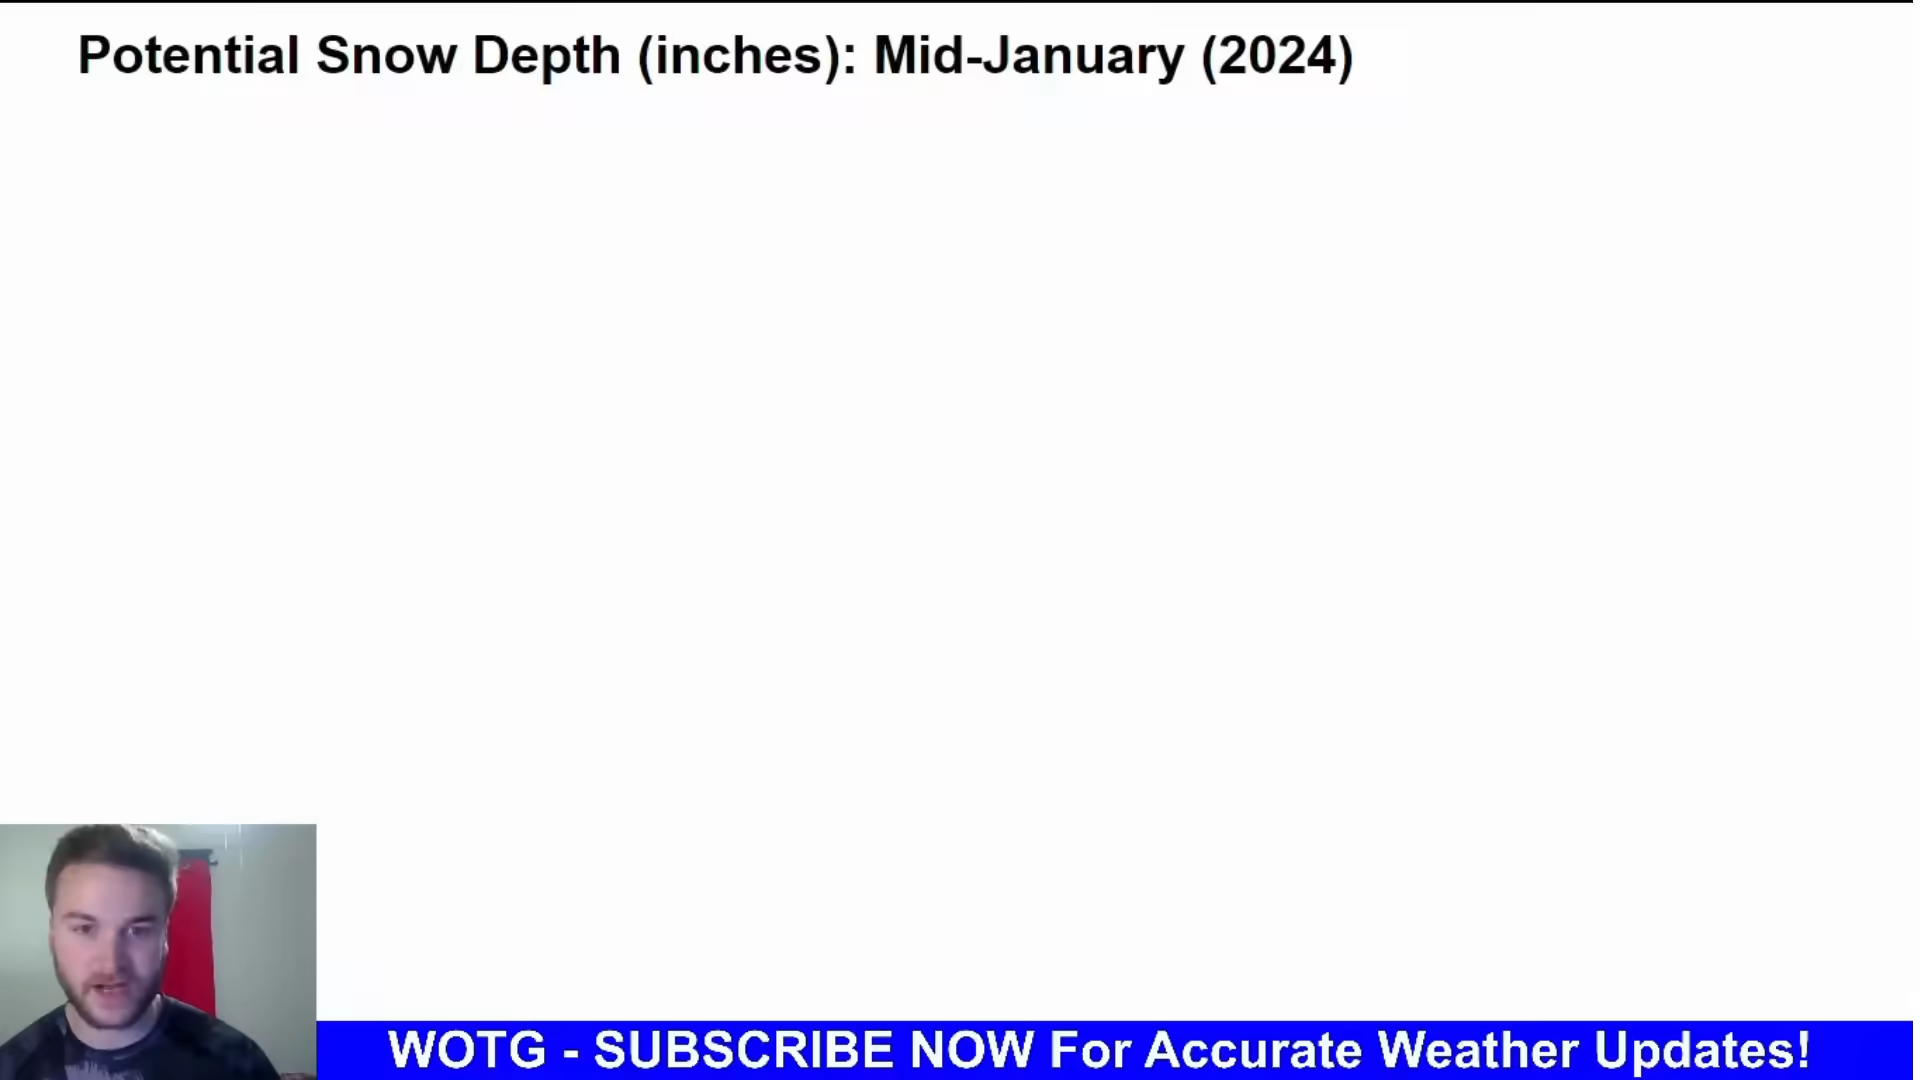 Potential Snow Depth (inches): Mid-January (2024)
WOTG - SUBSCRIBE NOW For Accurate Weather Updates!